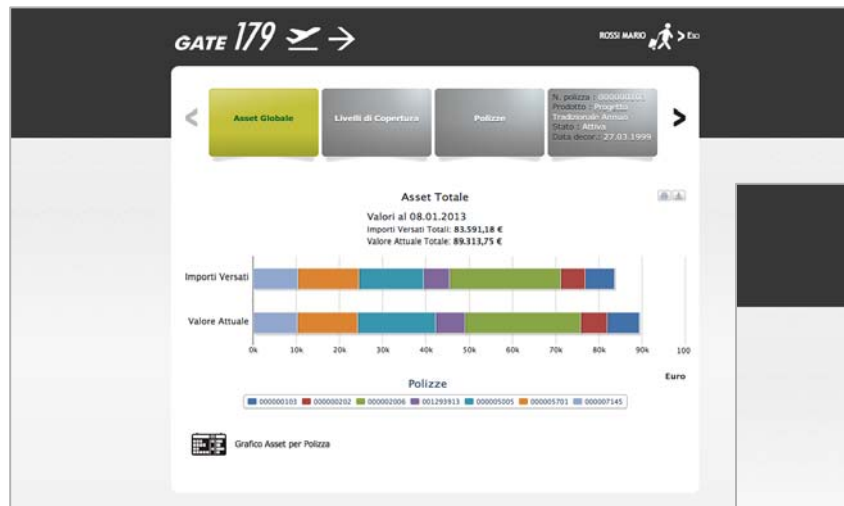 GATE 179
ROSSI MARIO > Esci
Asset Globale
Livelli di Copertura
Polizze
N. polizza : 000000103
Prodotto : Progetto
Tradizionale Annuo
Stato : Attiva
Data decor.: 27.03.1999
Asset Totale
Valori al 08.01.2013
Importi Versati Totali: 83.591,18 €
Valore Attuale Totale: 89.313,75 €
Importi Versati
Valore Attuale
0k 10k 20k 30k 40k 50k 60k 70k 80k 90k 100
Euro
Polizze
000000103 000000202 000002006 001293913 000005005 000005701 000007145
Grafico Asset per Polizza